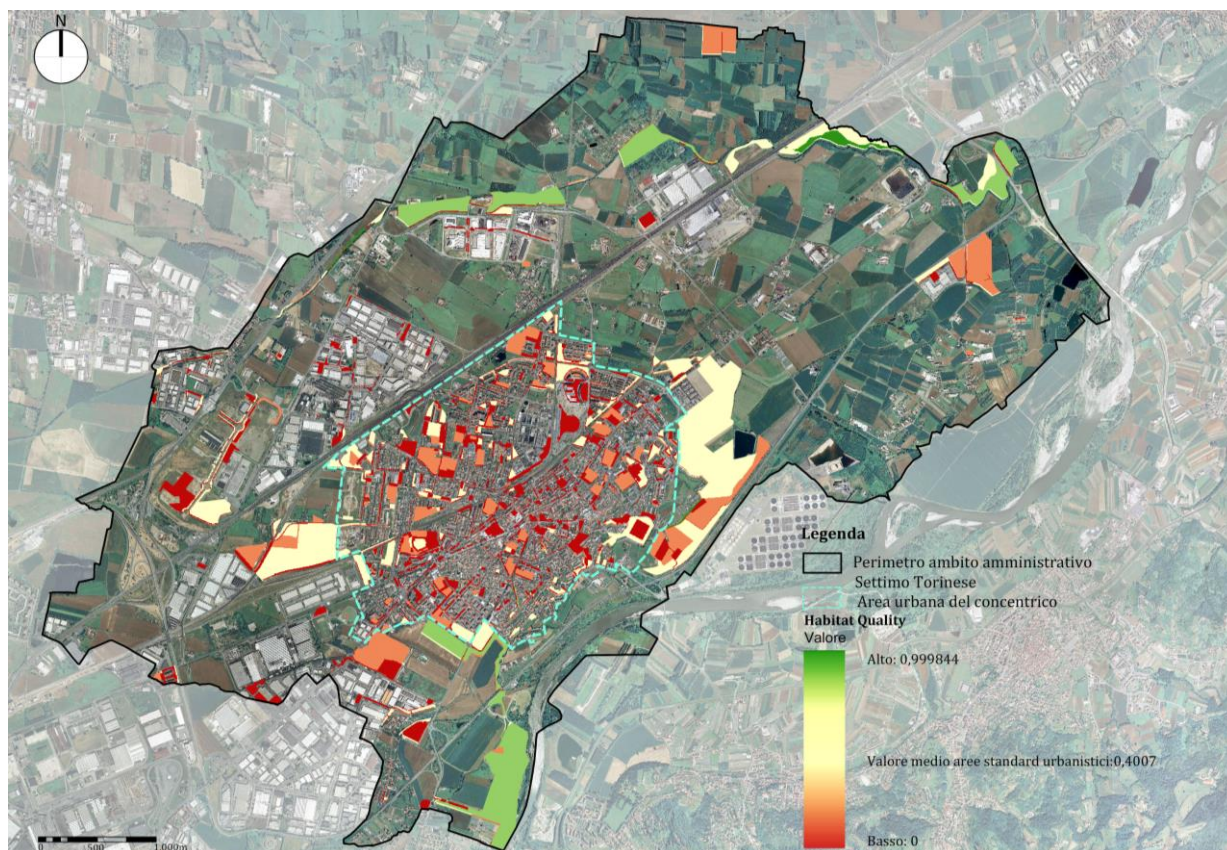 N
Legenda
Perimetro ambito amministrativo
Settimo Torinese
Area urbana del concentrico
Habitat Quality
Valore
Alto: 0,999844
Valore medio aree standard urbanistici:0,4007
Basso: 0
0 500 1.000m